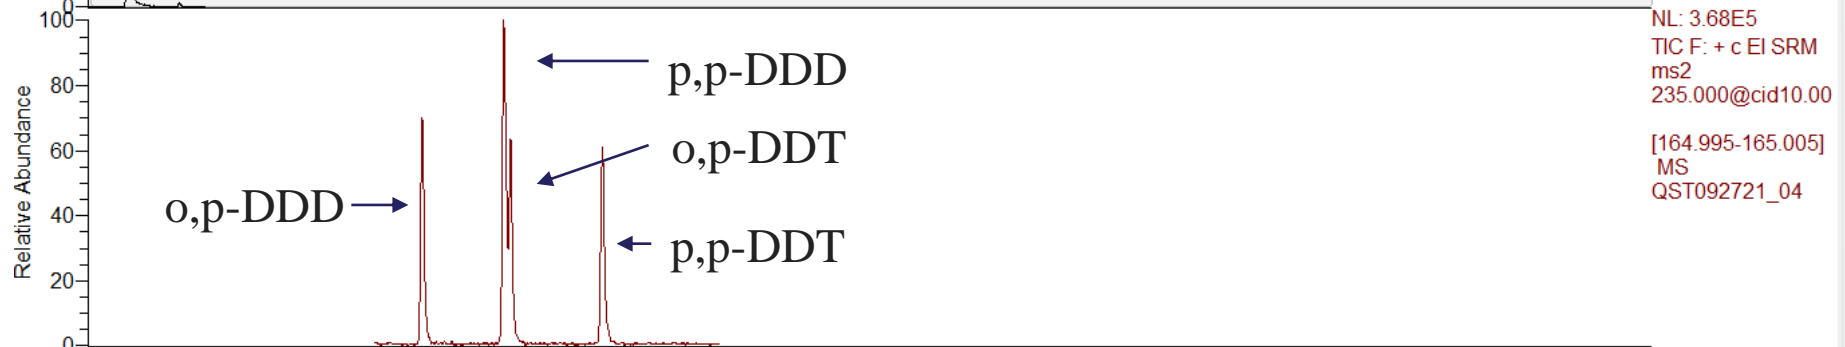 0
100
80
60
40
20
0
Relative Abundance
p,p-DDD
o,p-DDT
o,p-DDD
p,p-DDT
NL: 3.68E5
TIC F: + c EI SRM
ms2
235.000@cid10.00
[164.995-165.005]
MS
QST092721_04